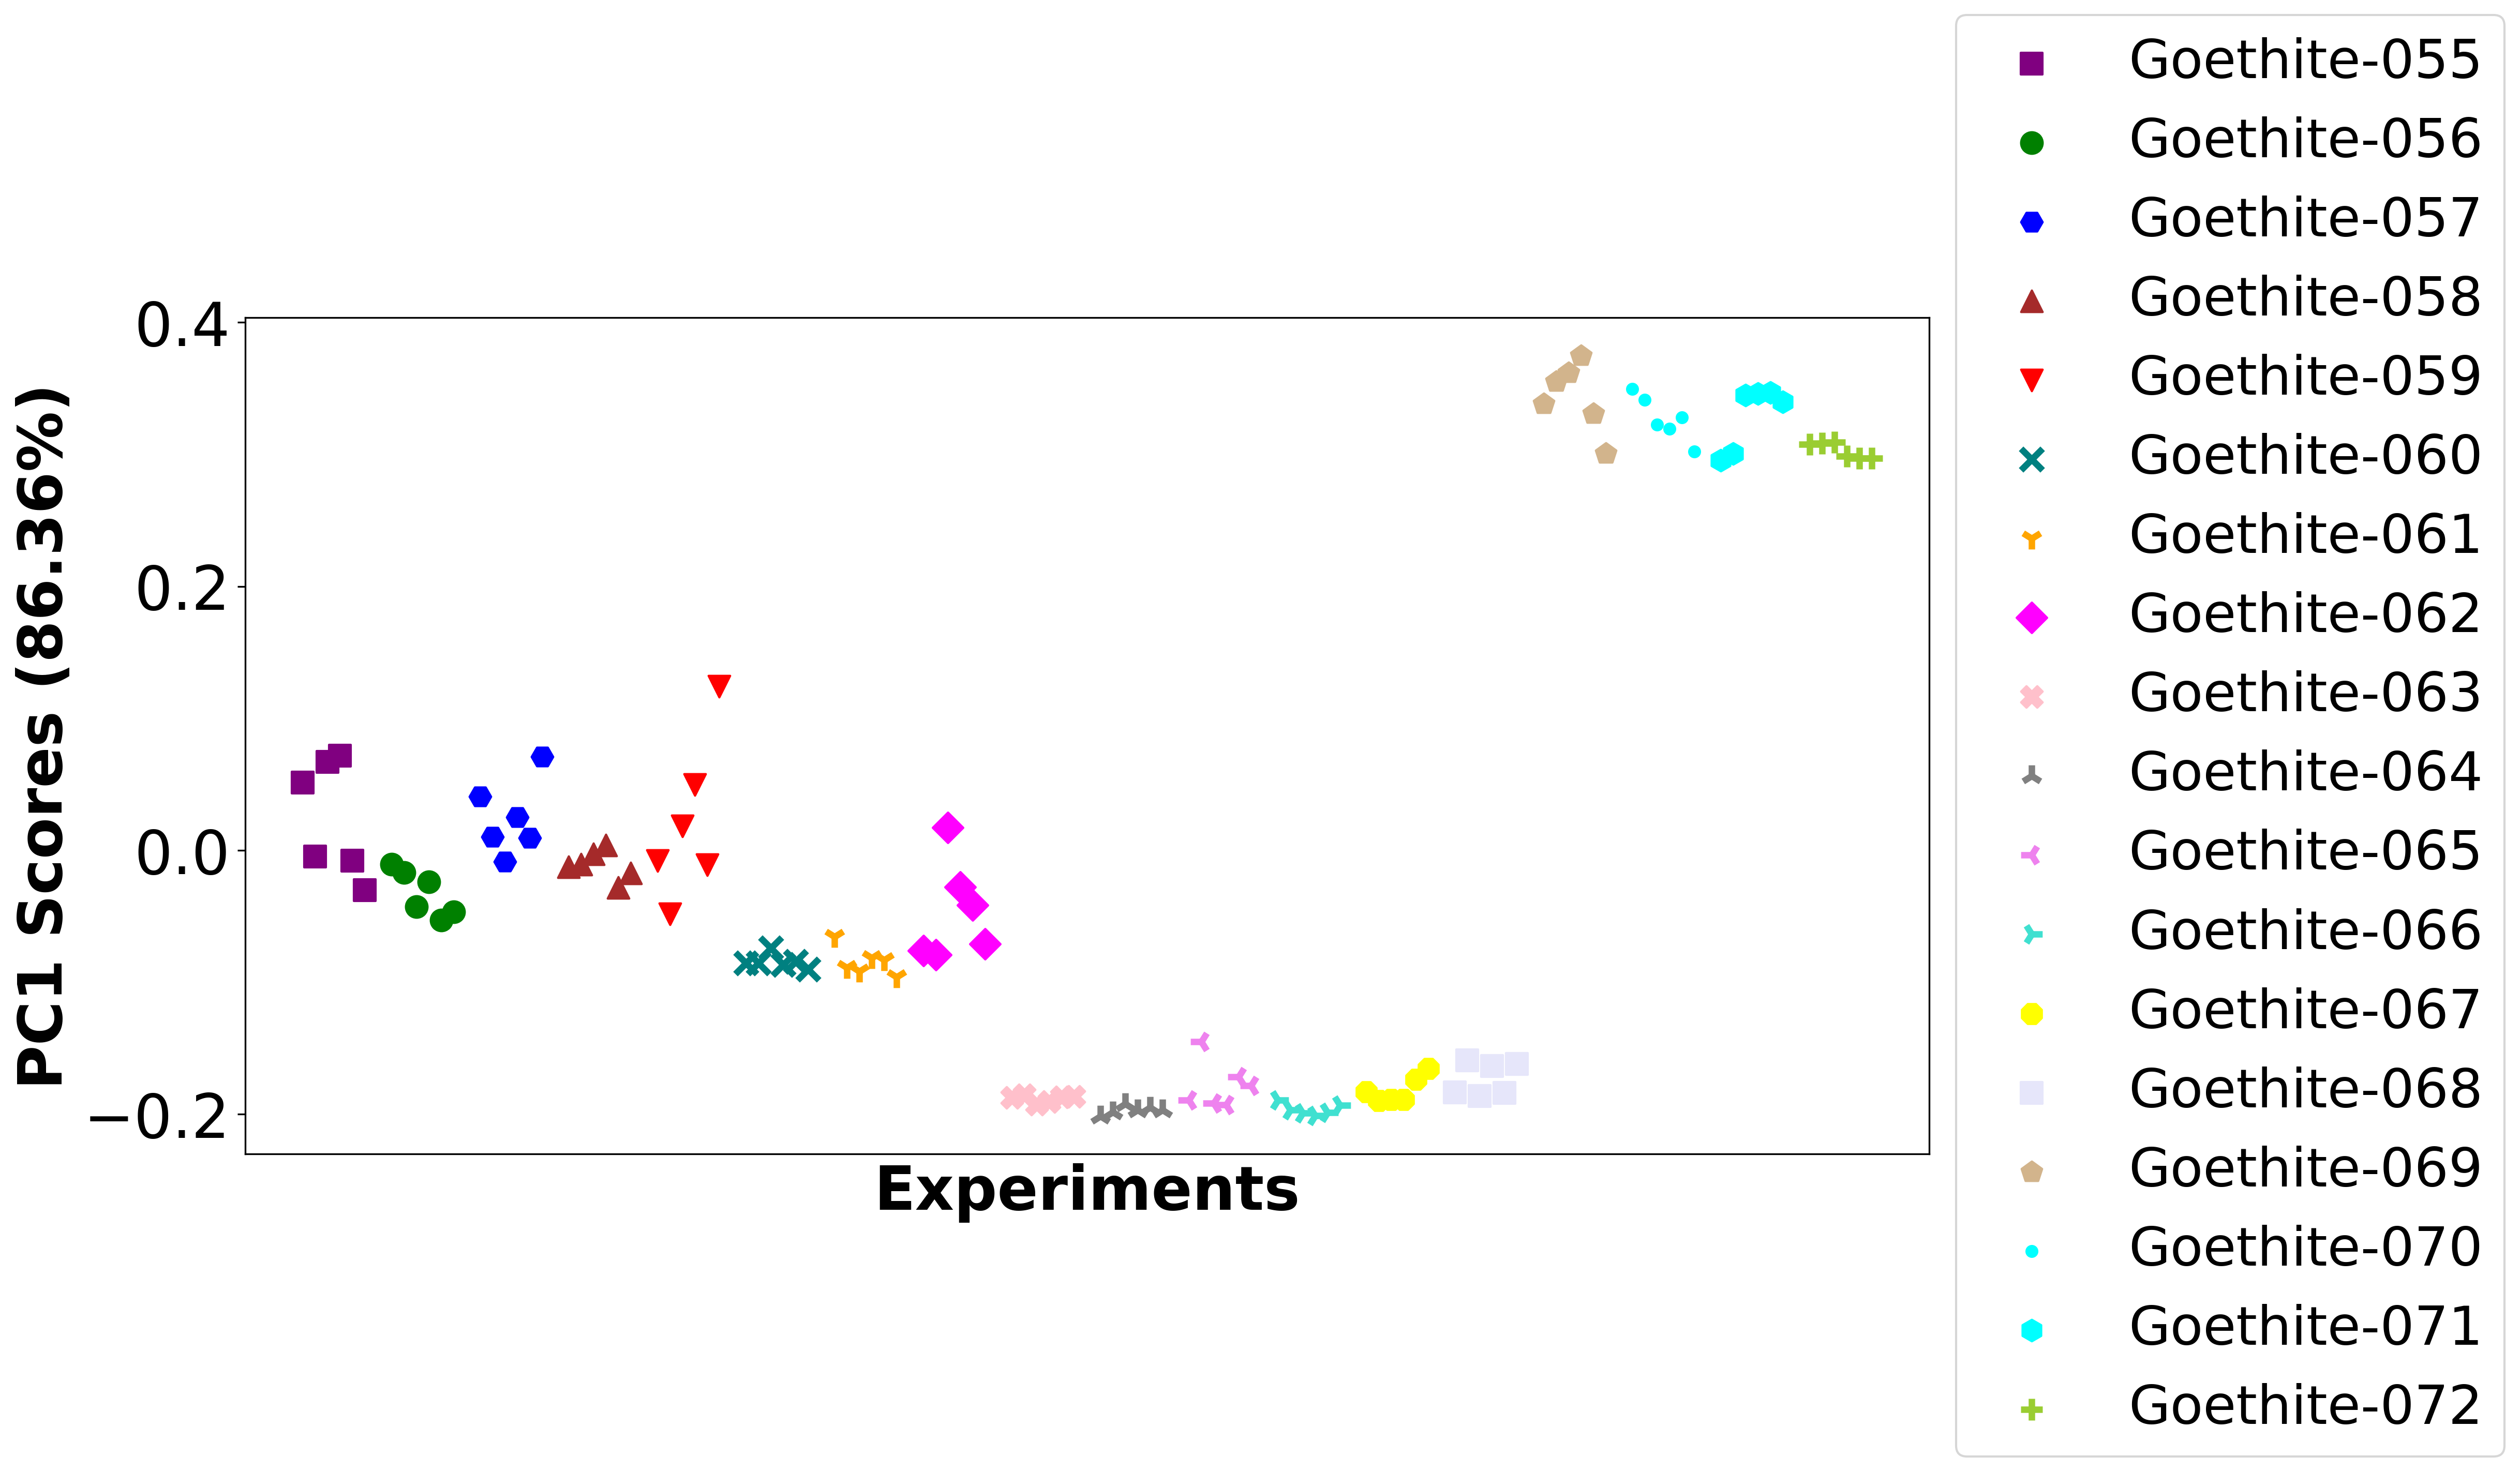 PC1 Scores (86.36%)
0.4
0.2
0.0
−0.2
Experiments
Goethite-055
Goethite-056
Goethite-057
Goethite-058
Goethite-059
Goethite-060
Goethite-061
Goethite-062
Goethite-063
Goethite-064
Goethite-065
Goethite-066
Goethite-067
Goethite-068
Goethite-069
Goethite-070
Goethite-071
Goethite-072